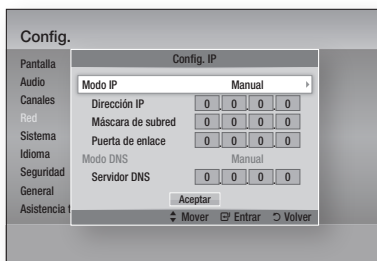 Config.
Pantalla
Audio
Canales
Red
Sistema
Idioma
Seguridad
General
Asistencia
Config. IP
Modo IP Manual
Dirección IP 0 . 0 . 0 . 0
Máscara de subred 0 . 0 . 0 . 0
Puerta de enlace 0 . 0 . 0 . 0
Modo DNS Manual
Servidor DNS 0 . 0 . 0 . 0
Aceptar
Mover Entrar Volver